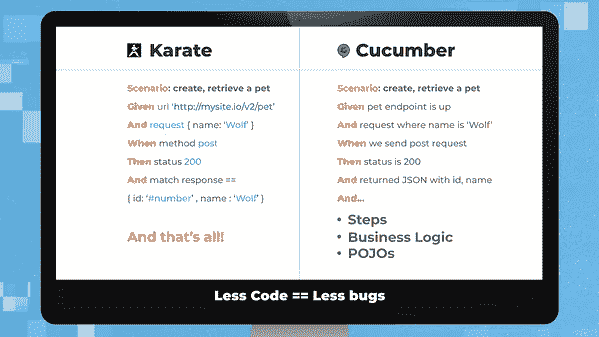 Karate
Scenario: create, retrieve a pet
Given url 'http://mysite.io/v2/pet'
And request { name: 'Wolf' }
When method post
Then status 200
And match response ==
{ id: '#number' , name : 'Wolf' }
And that's all!
Cucumber
Scenario: create, retrieve a pet
Given pet endpoint is up
And request where name is 'Wolf'
When we send post request
Then status is 200
And returned JSON with id, name
And...
• Steps
• Business Logic
• POJOs
Less Code == Less bugs